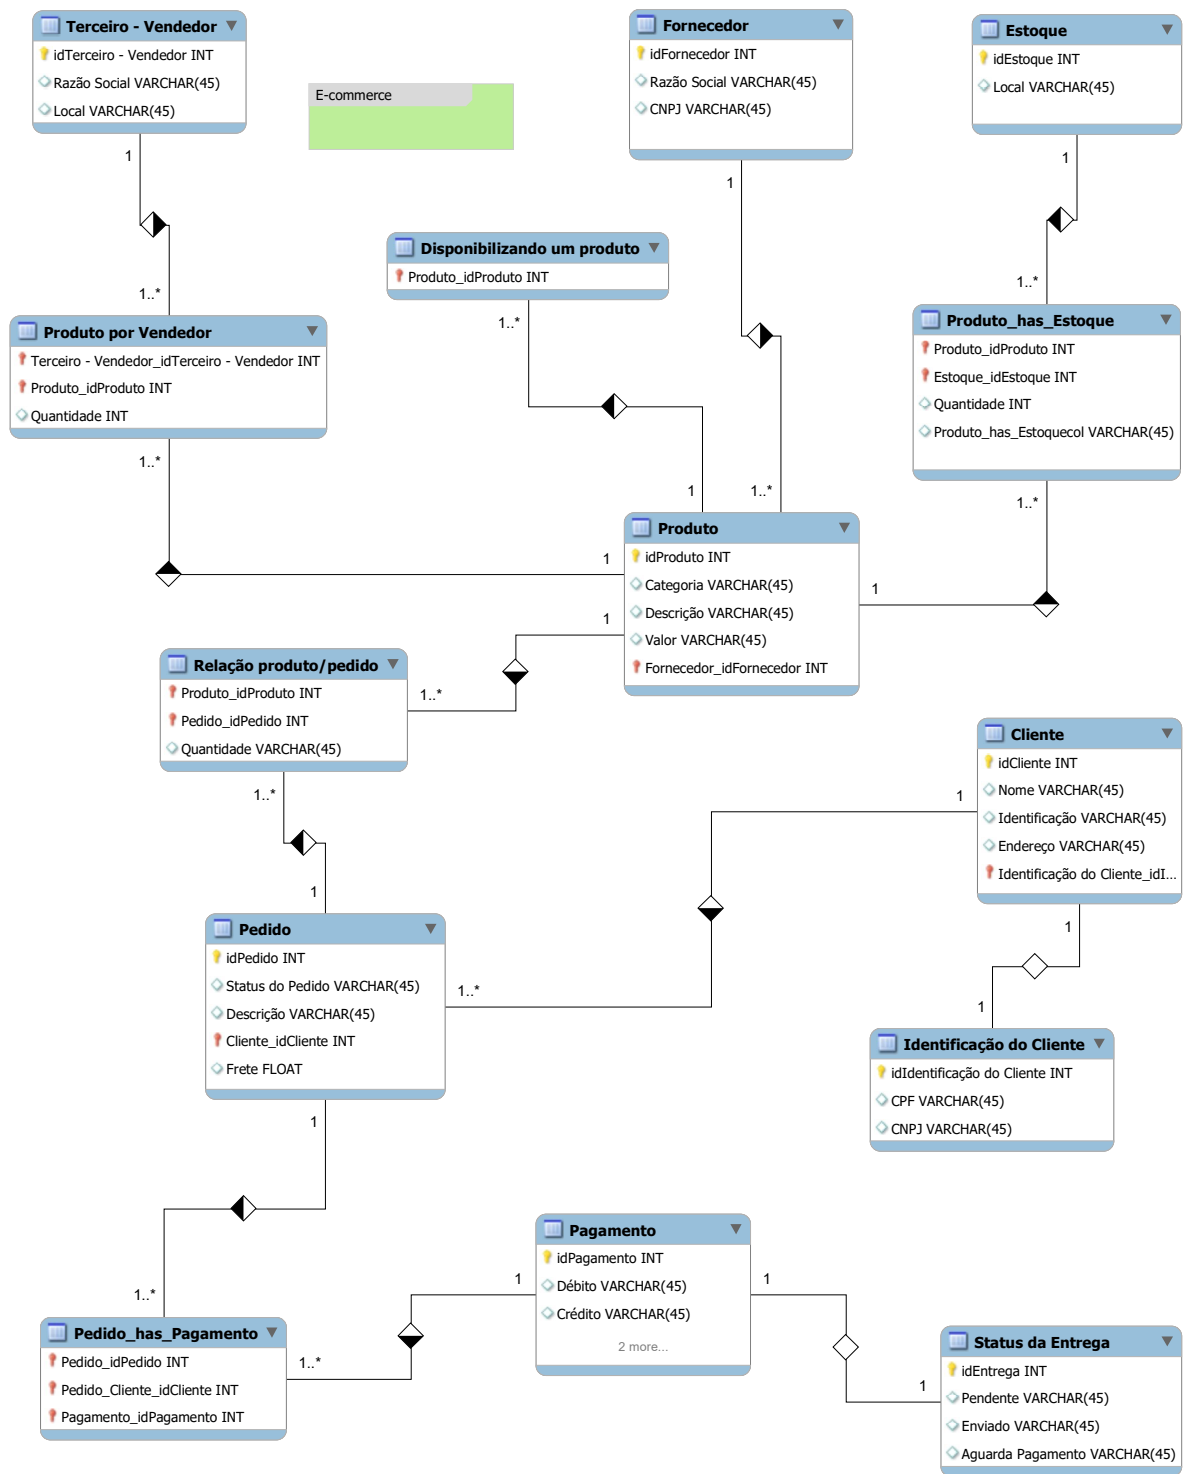 Terceiro - Vendedor
idTerceiro - Vendedor INT
Razão Social VARCHAR(45)
Local VARCHAR(45)
E-commerce
Fornecedor
idFornecedor INT
Razão Social VARCHAR(45)
CNPJ VARCHAR(45)
Estoque
idEstoque INT
Local VARCHAR(45)
1
1
1
Disponibilizando um produto
Produto_idProduto INT
1..*
1..*
1..*
Produto por Vendedor
Terceiro - Vendedor_idTerceiro - Vendedor INT
Produto_idProduto INT
Quantidade INT
Produto_has_Estoque
Produto_idProduto INT
Estoque_idEstoque INT
Quantidade INT
Produto_has_Estoquecol VARCHAR(45)
1..*
1
1..*
1..*
Produto
idProduto INT
Categoria VARCHAR(45)
Descrição VARCHAR(45)
Valor VARCHAR(45)
Fornecedor_idFornecedor INT
1
1
1
Relação produto/pedido
Produto_idProduto INT
Pedido_idPedido INT
Quantidade VARCHAR(45)
1..*
1..*
1
Cliente
idCliente INT
Nome VARCHAR(45)
Identificação VARCHAR(45)
Endereço VARCHAR(45)
Identificação do Cliente_idI...
1
Pedido
idPedido INT
Status do Pedido VARCHAR(45)
Descrição VARCHAR(45)
Cliente_idCliente INT
Frete FLOAT
1..*
1
1
Identificação do Cliente
idIdentificação do Cliente INT
CPF VARCHAR(45)
CNPJ VARCHAR(45)
1
1..*
Pedido_has_Pagamento
Pedido_idPedido INT
Pedido_Cliente_idCliente INT
Pagamento_idPagamento INT
1..*
1
Pagamento
idPagamento INT
Débito VARCHAR(45)
Crédito VARCHAR(45)
2 more...
1
1
Status da Entrega
idEntrega INT
Pendente VARCHAR(45)
Enviado VARCHAR(45)
Aguarda Pagamento VARCHAR(45)